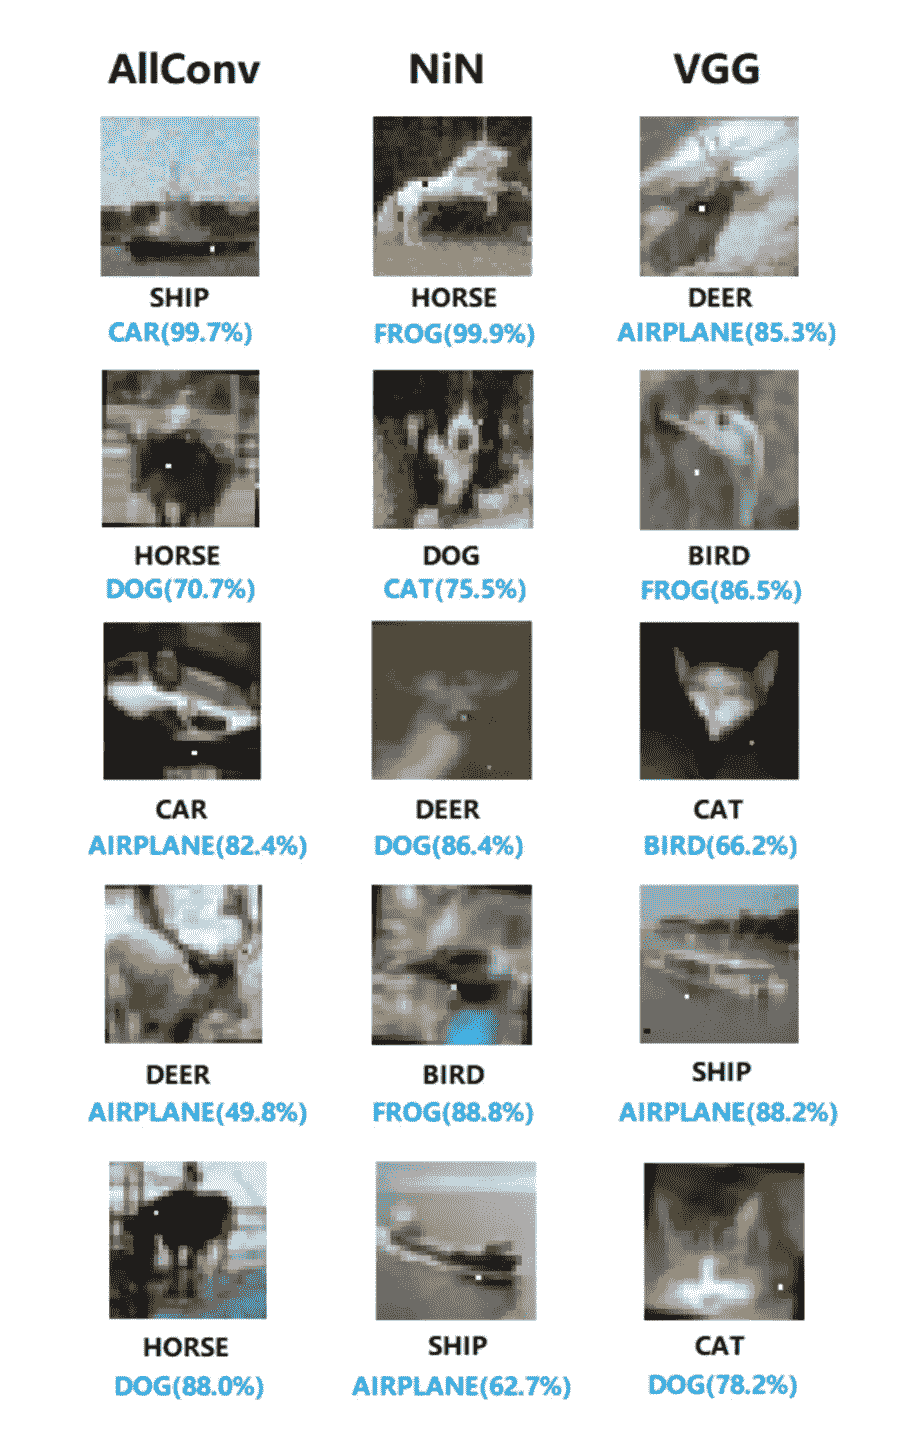 AllConv NiN VGG
SHIP HORSE DEER
CAR(99.7%) FROG(99.9%) AIRPLANE(85.3%)
HORSE DOG BIRD
DOG(70.7%) CAT(75.5%) FROG(86.5%)
CAR DEER CAT
AIRPLANE(82.4%) DOG(86.4%) BIRD(66.2%)
DEER BIRD SHIP
AIRPLANE(49.8%) FROG(88.8%) AIRPLANE(88.2%)
HORSE SHIP CAT
DOG(88.0%) AIRPLANE(62.7%) DOG(78.2%)